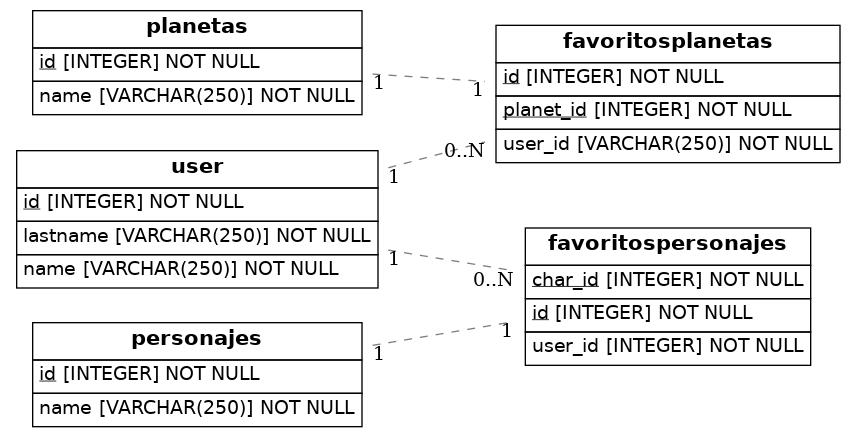 planetas
id [INTEGER] NOT NULL
name [VARCHAR(250)] NOT NULL
1
1
favoritosplanetas
id [INTEGER] NOT NULL
planet_id [INTEGER] NOT NULL
user_id [VARCHAR(250)] NOT NULL
user
id [INTEGER] NOT NULL
lastname [VARCHAR(250)] NOT NULL
name [VARCHAR(250)] NOT NULL
1
0..N
1
0..N
favoritospersonajes
char_id [INTEGER] NOT NULL
id [INTEGER] NOT NULL
user_id [INTEGER] NOT NULL
personajes
id [INTEGER] NOT NULL
name [VARCHAR(250)] NOT NULL
1
1